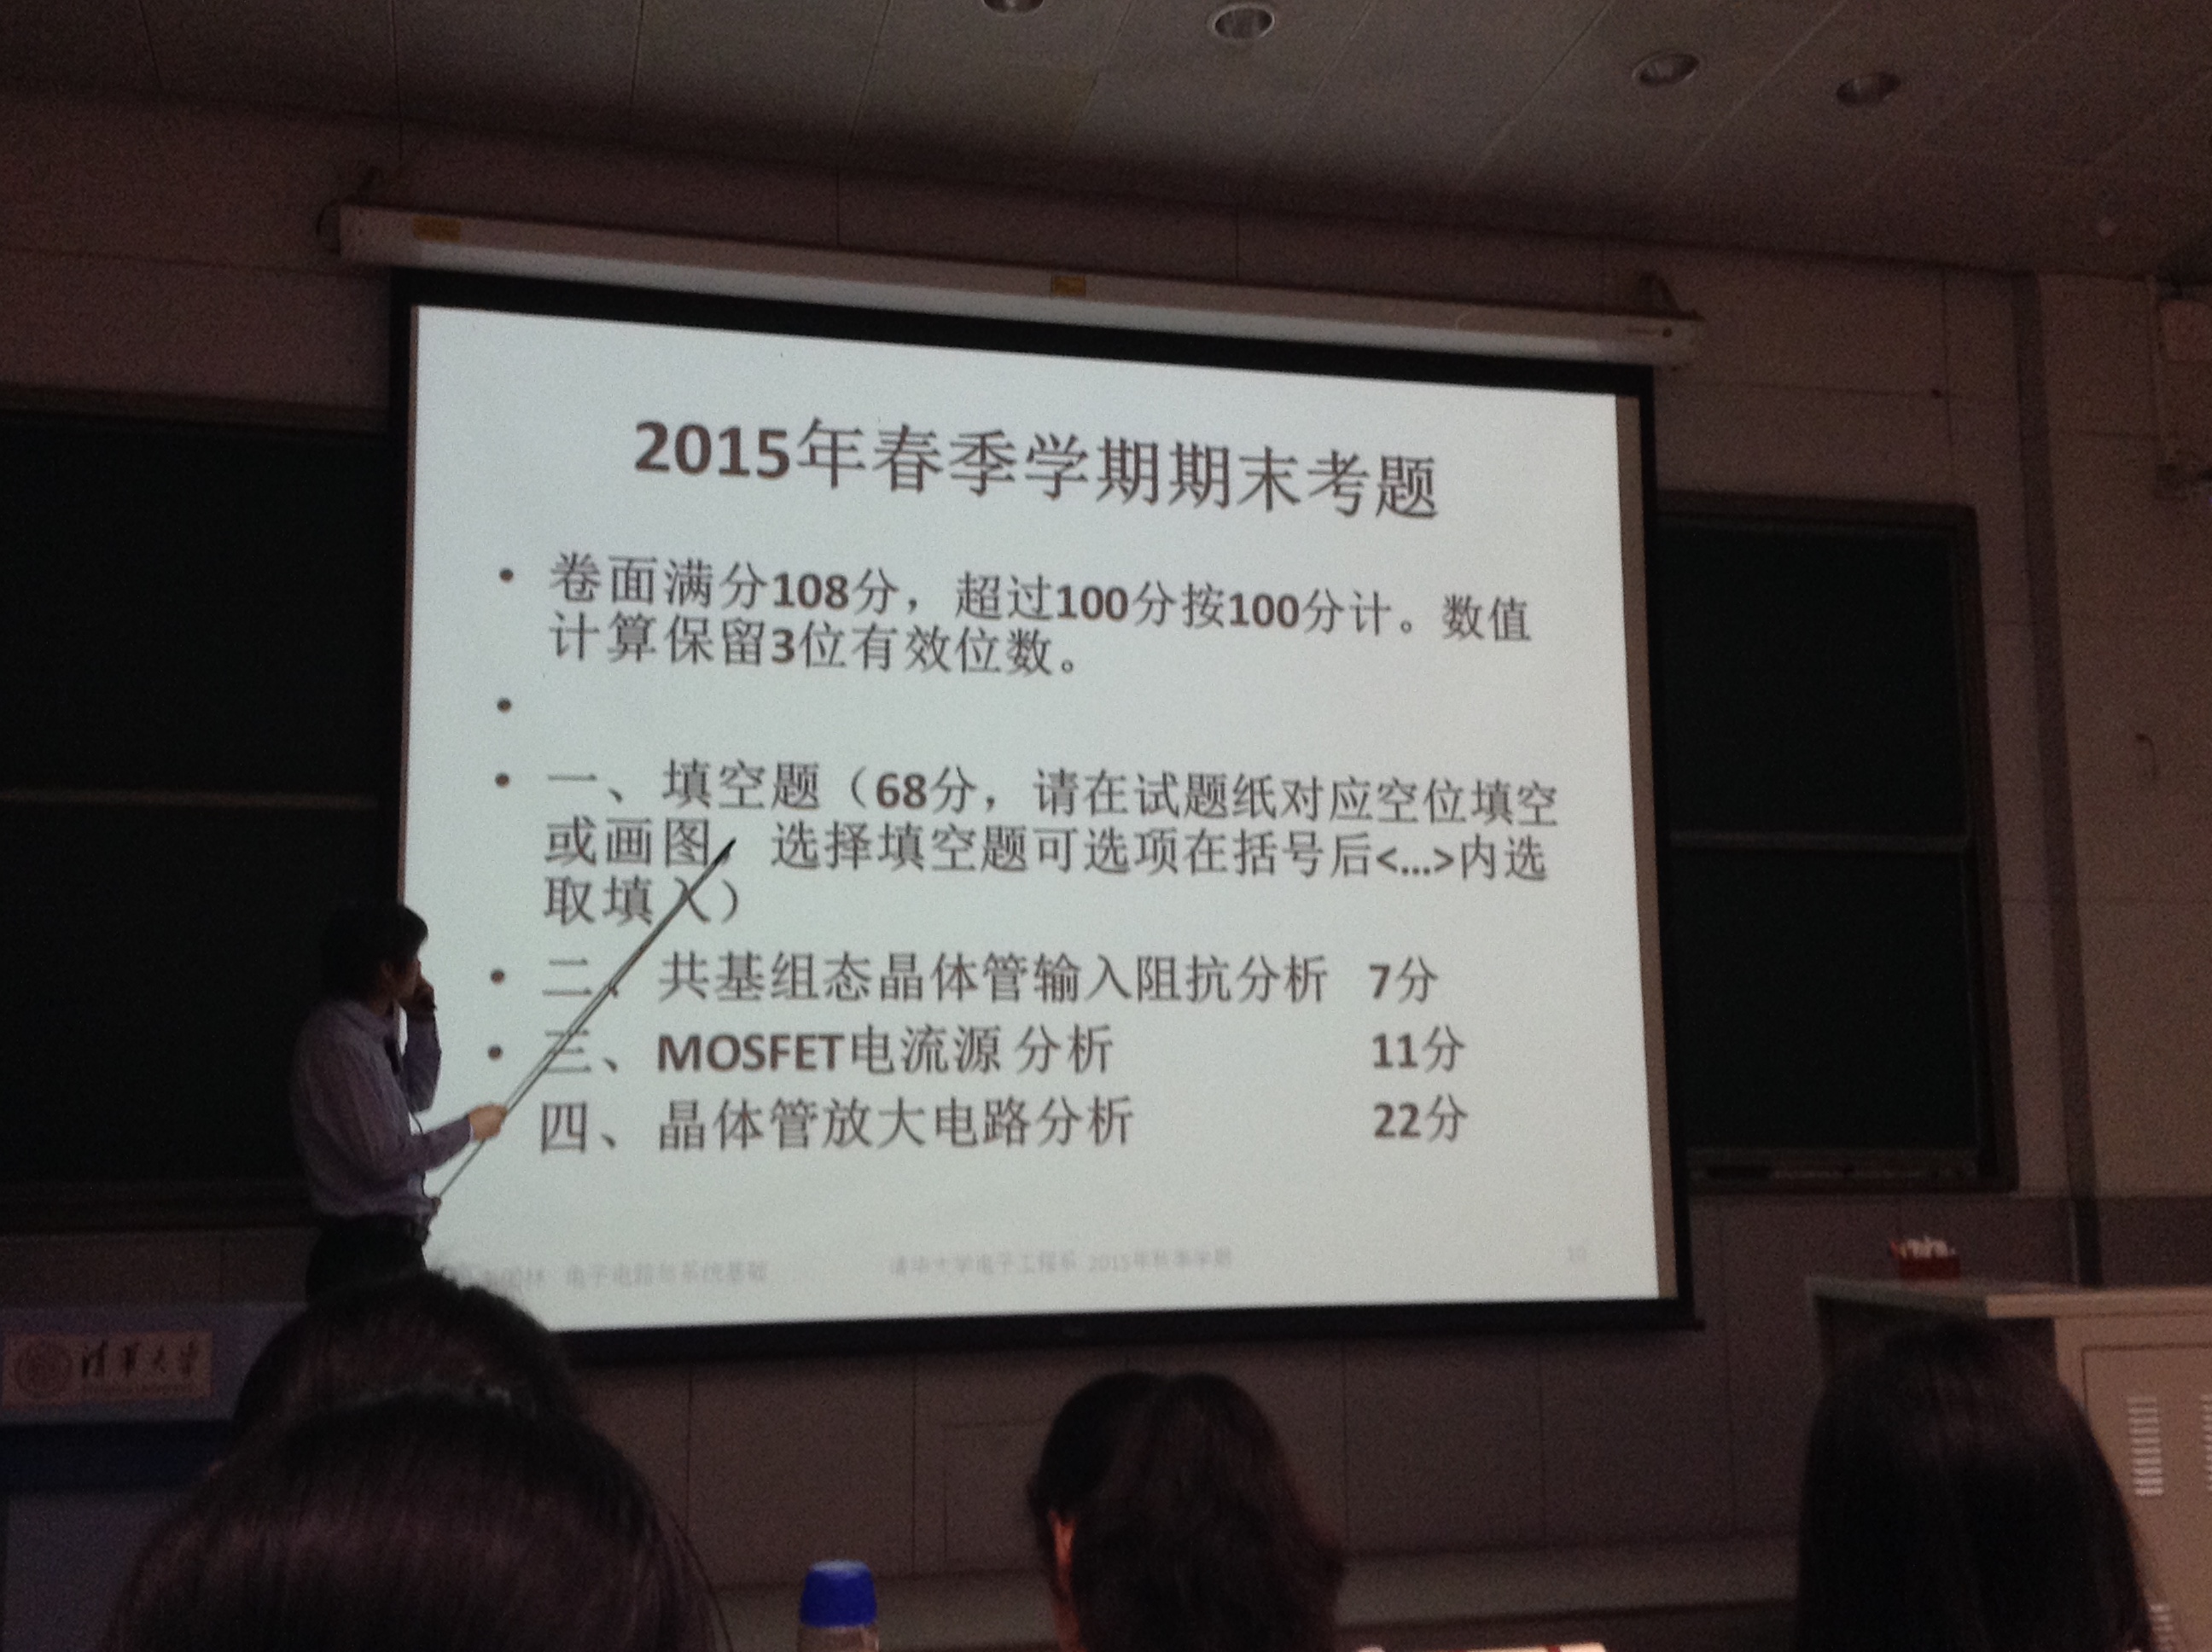 2015年春季学期期末考题
• 卷面满分108分，超过100分按100分计。数值
计算保留3位有效位数。
•
• 一、填空题（68分，请在试题纸对应空位填空
或画图，选择填空题可选项在括号后<...>内选
取填入）
• 二、共基组态晶体管输入阻抗分析 7分
• 三、MOSFET电流源 分析 11分
四、晶体管放大电路分析 22分
电子电路与系统基础 清华大学电子工程系 2015年秋季学期
清华大学